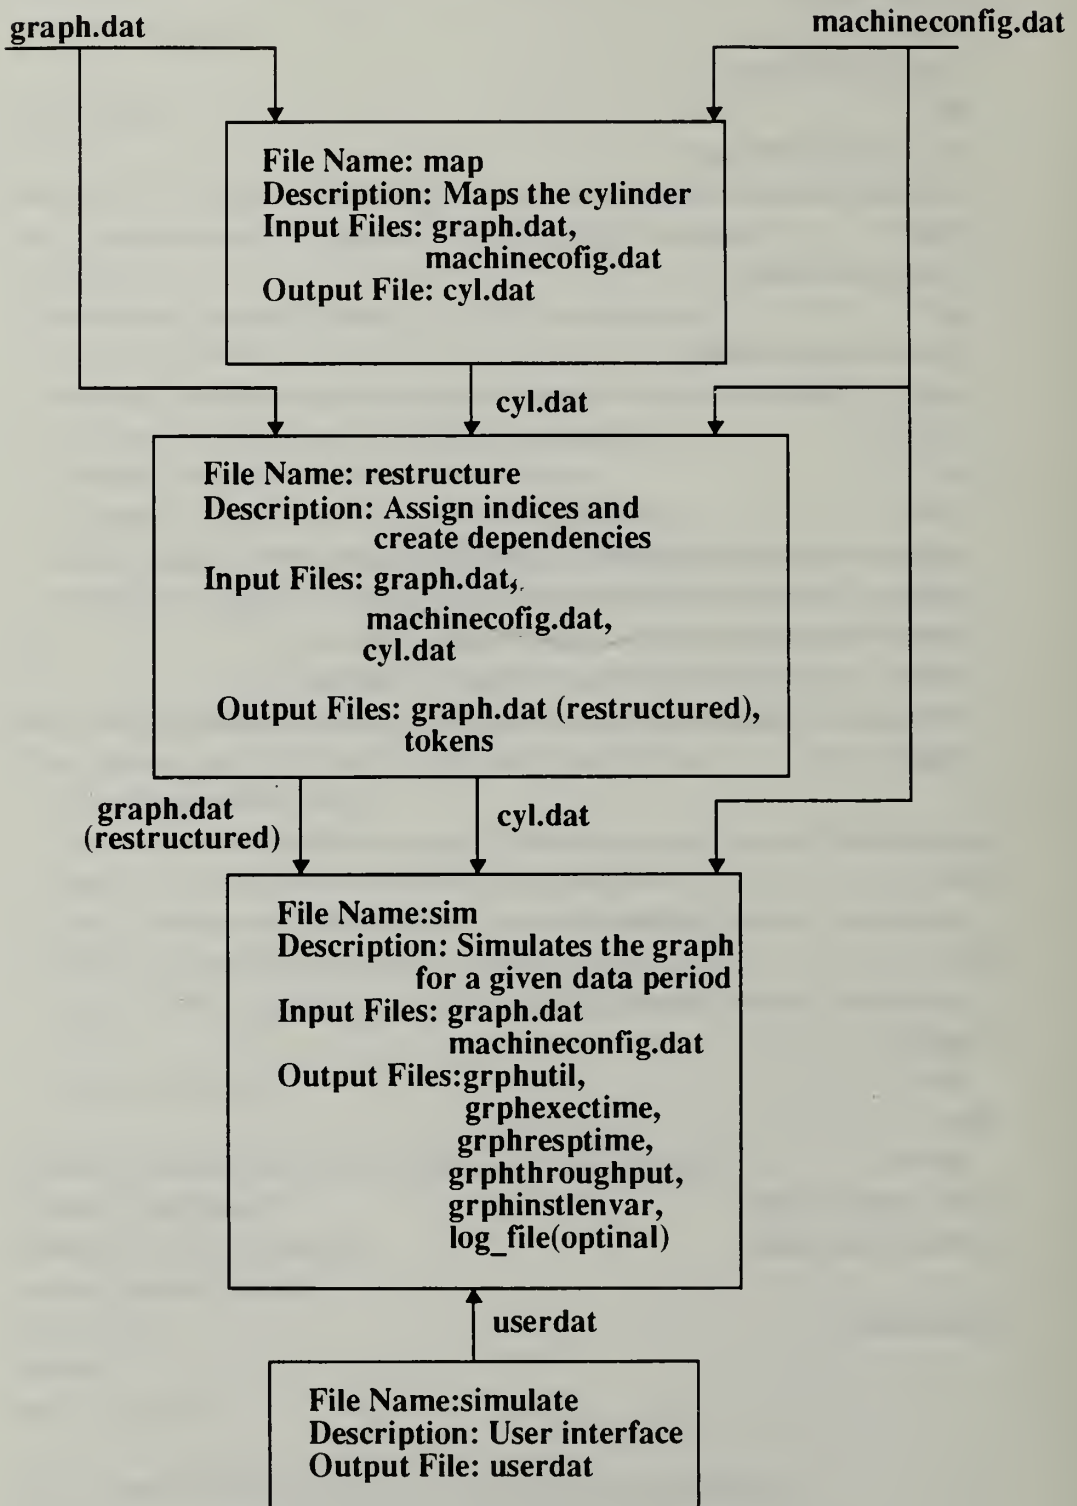 graph.dat
machineconfig.dat
File Name: map
Description: Maps the cylinder
Input Files: graph.dat,
machinecofig.dat
Output File: cyl.dat
cyl.dat
File Name: restructure
Description: Assign indices and
create dependencies
Input Files: graph.dat,
machinecofig.dat,
cyl.dat
Output Files: graph.dat (restructured),
tokens
graph.dat
(restructured)
cyl.dat
File Name:sim
Description: Simulates the graph
for a given data period
Input Files: graph.dat
machineconfig.dat
Output Files:grphutil,
grphexectime,
grphresptime,
grphthroughput,
grphinstlenvar,
log_file(optinal)
userdat
File Name:simulate
Description: User interface
Output File: userdat